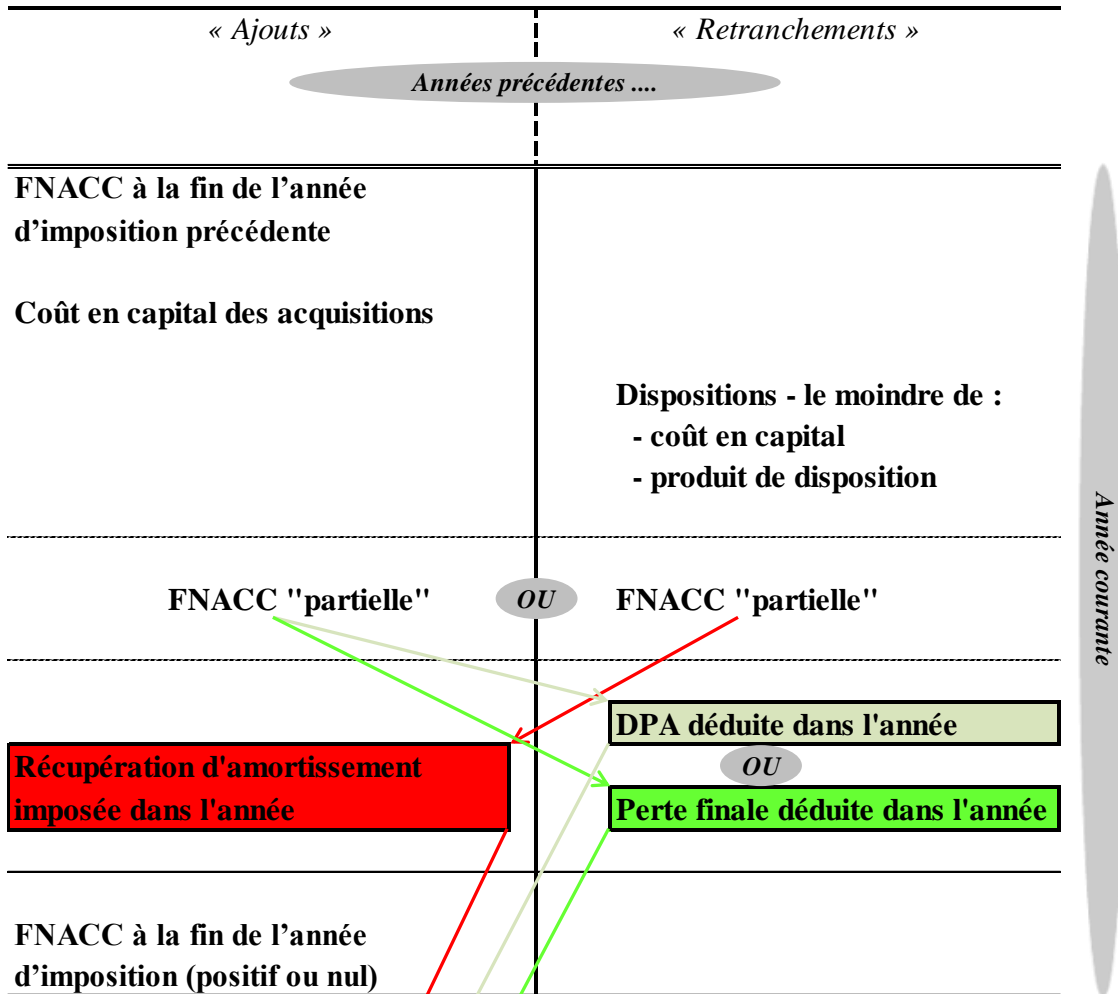 « Ajouts »
« Retranchements »
Années précédentes ....
FNACC à la fin de l’année
d’imposition précédente
Coût en capital des acquisitions
Dispositions - le moindre de :
- coût en capital
- produit de disposition
Année courante
FNACC "partielle"
OU
FNACC "partielle"
DPA déduite dans l'année
Récupération d'amortissement
imposée dans l'année
OU
Perte finale déduite dans l'année
FNACC à la fin de l’année
d’imposition (positif ou nul)